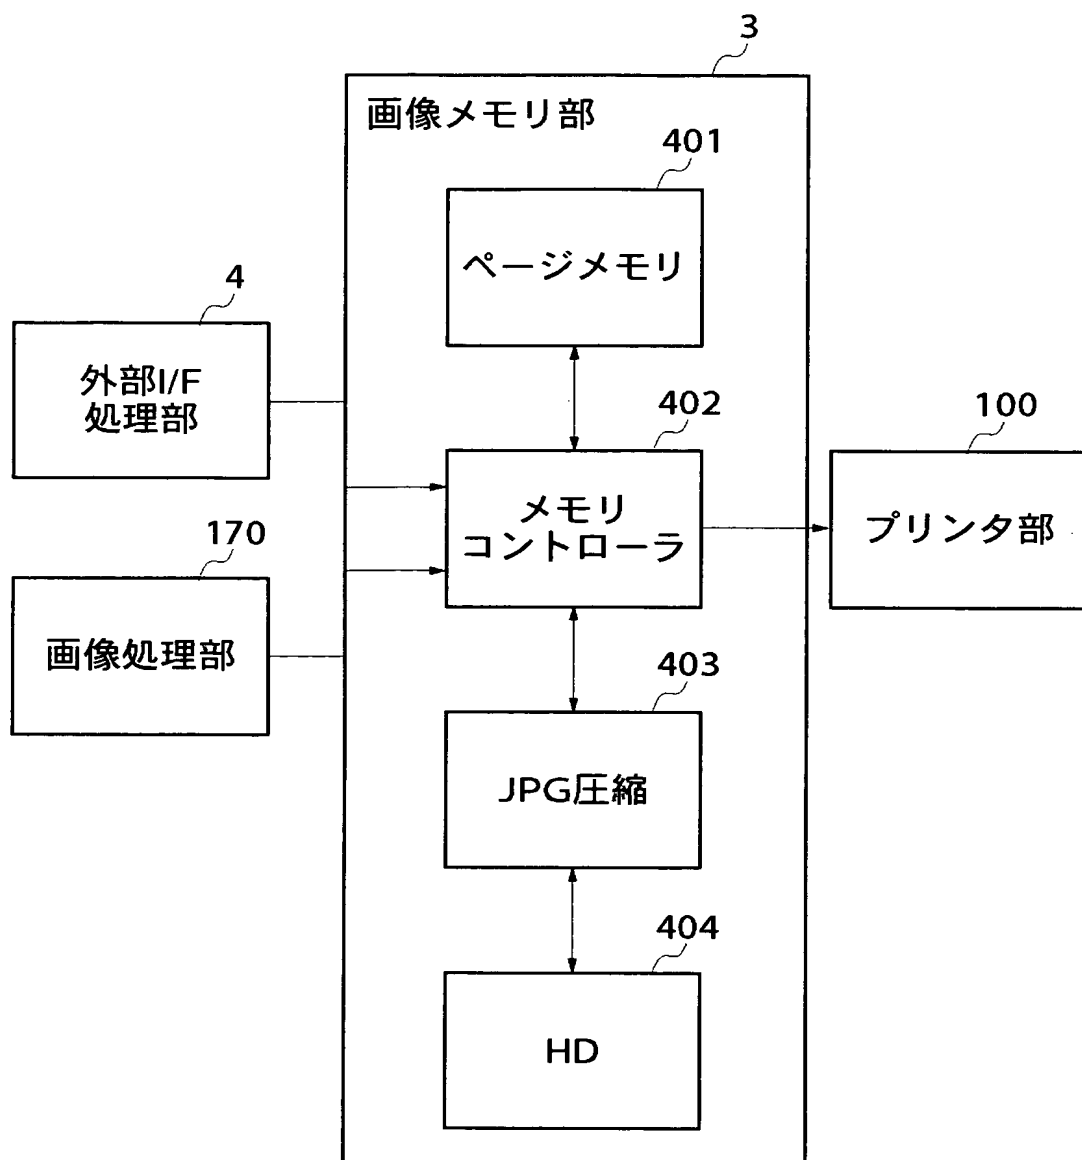 3
画像メモリ部
401
ページメモリ
4
外部I/F
処理部
402
メモリ
コントローラ
100
プリンタ部
170
画像処理部
403
JPG圧縮
404
HD